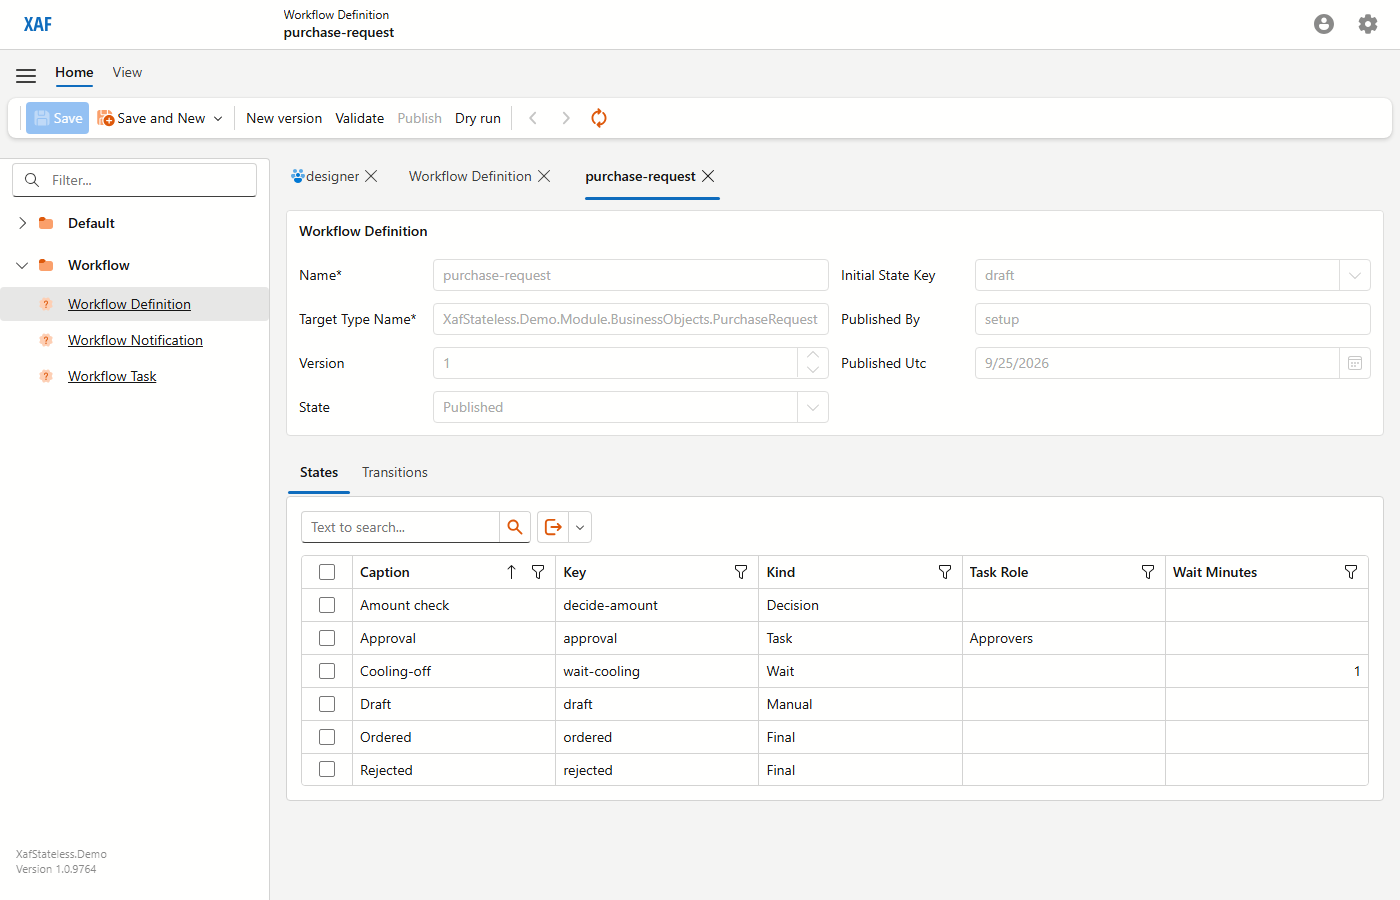 XAF
Workflow Definition
purchase-request
Home View
Save Save and New New version Validate Publish Dry run
Filter...
Default
Workflow
Workflow Definition
Workflow Notification
Workflow Task
XafStateless.Demo
Version 1.0.9764
designer Workflow Definition purchase-request
Workflow Definition
Name* purchase-request Initial State Key draft
Target Type Name* XafStateless.Demo.Module.BusinessObjects.PurchaseRequest Published By setup
Version 1 Published Utc 9/25/2026
State Published
States Transitions
Text to search...
Caption Key Kind Task Role Wait Minutes
Amount check decide-amount Decision
Approval approval Task Approvers
Cooling-off wait-cooling Wait 1
Draft draft Manual
Ordered ordered Final
Rejected rejected Final